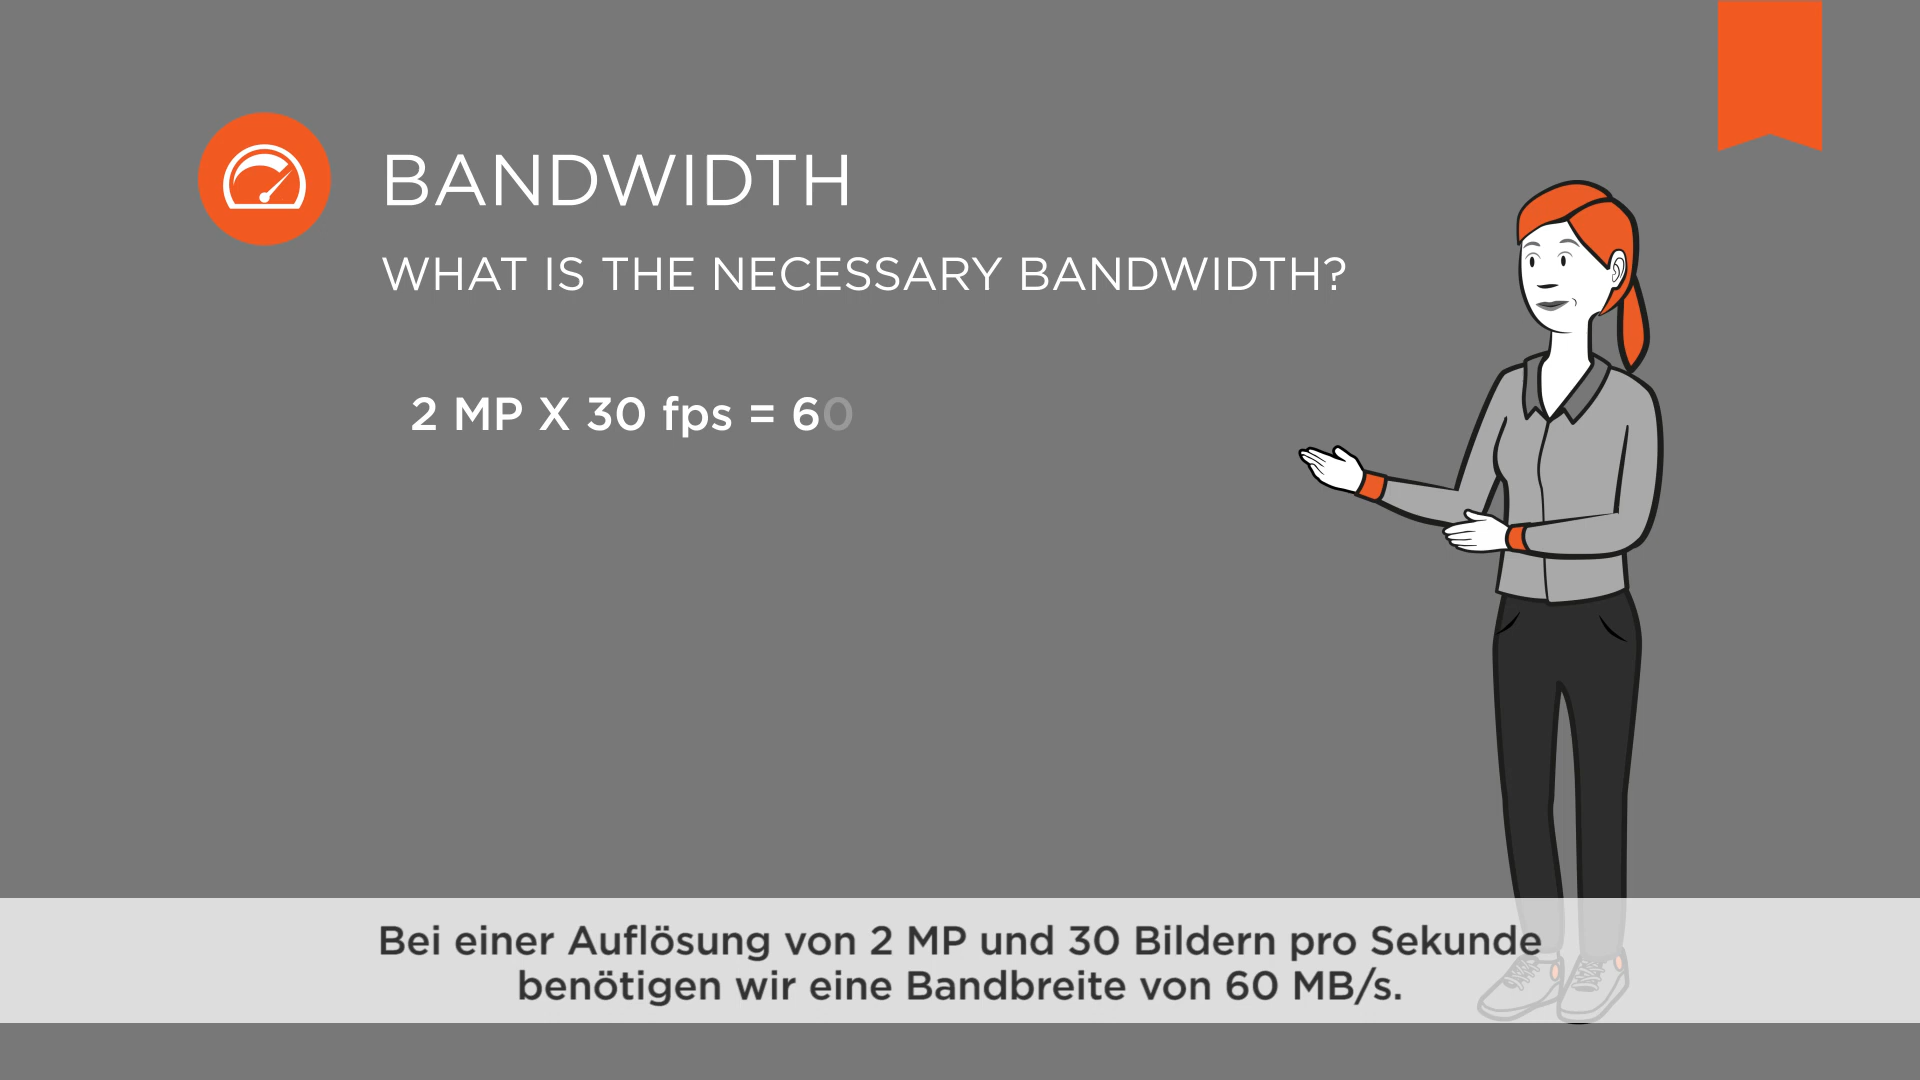 BANDWIDTH
WHAT IS THE NECESSARY BANDWIDTH?
2 MP X 30 fps = 60
Bei einer Auflösung von 2 MP und 30 Bildern pro Sekunde
benötigen wir eine Bandbreite von 60 MB/s.